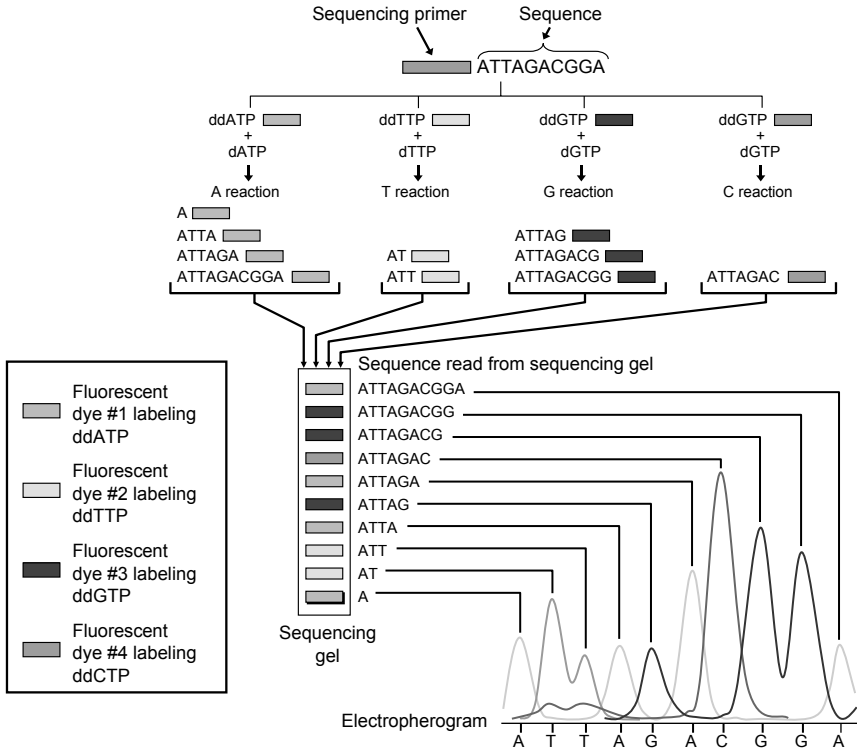 Sequencing primer
Sequence
ATTAGACGGA
ddATP
+
dATP
ddTTP
+
dTTP
ddGTP
+
dGTP
ddGTP
+
dGTP
A reaction
T reaction
G reaction
C reaction
A
ATTA
ATTAGA
ATTAGACGGA
AT
ATT
ATTAG
ATTAGACG
ATTAGACGG
ATTAGAC
Fluorescent
dye #1 labeling
ddATP
Fluorescent
dye #2 labeling
ddTTP
Fluorescent
dye #3 labeling
ddGTP
Fluorescent
dye #4 labeling
ddCTP
Sequence read from sequencing gel
ATTAGACGGA
ATTAGACGG
ATTAGACG
ATTAGAC
ATTAGA
ATTAG
ATTA
ATT
AT
A
Sequencing
gel
Electropherogram
A T T A G A C G G A